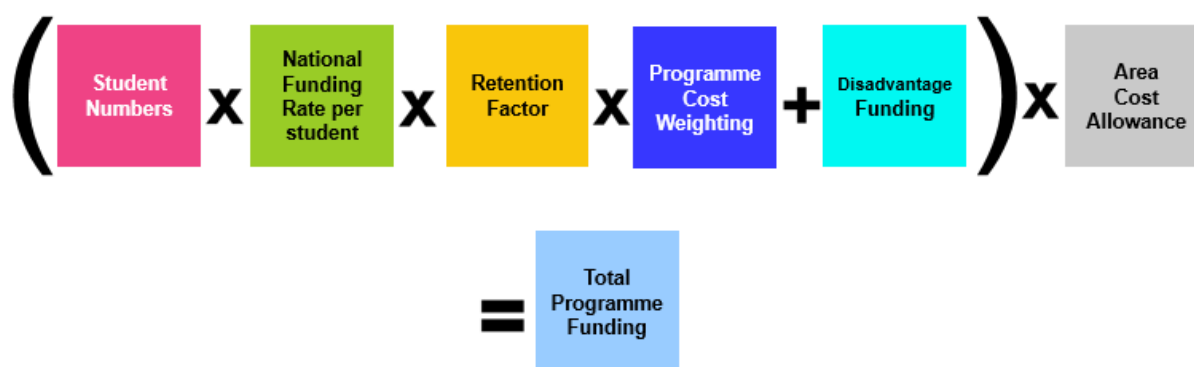 (Student Numbers x National Funding Rate per student x Retention Factor x Programme Cost Weighting + Disadvantage Funding) x Area Cost Allowance
= Total Programme Funding